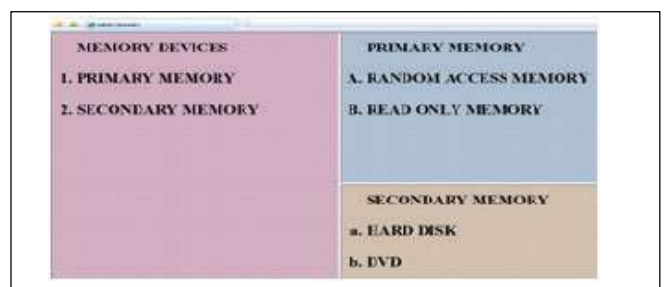 MEMORY DEVICES
1. PRIMARY MEMORY
2. SECONDARY MEMORY
PRIMARY MEMORY
A. RANDOM ACCESS MEMORY
B. READ ONLY MEMORY
SECONDARY MEMORY
a. HARD DISK
b. DVD